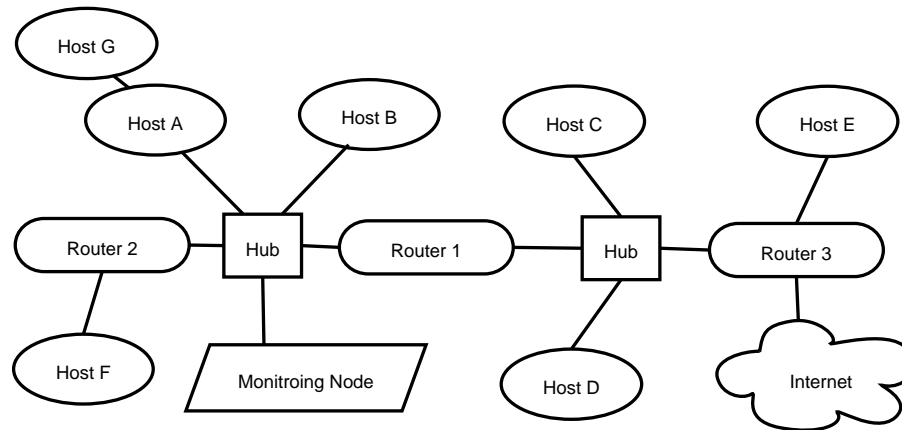 Host G
Host A
Host B
Host C
Host E
Router 2
Hub
Router 1
Hub
Router 3
Host F
Monitroing Node
Host D
Internet